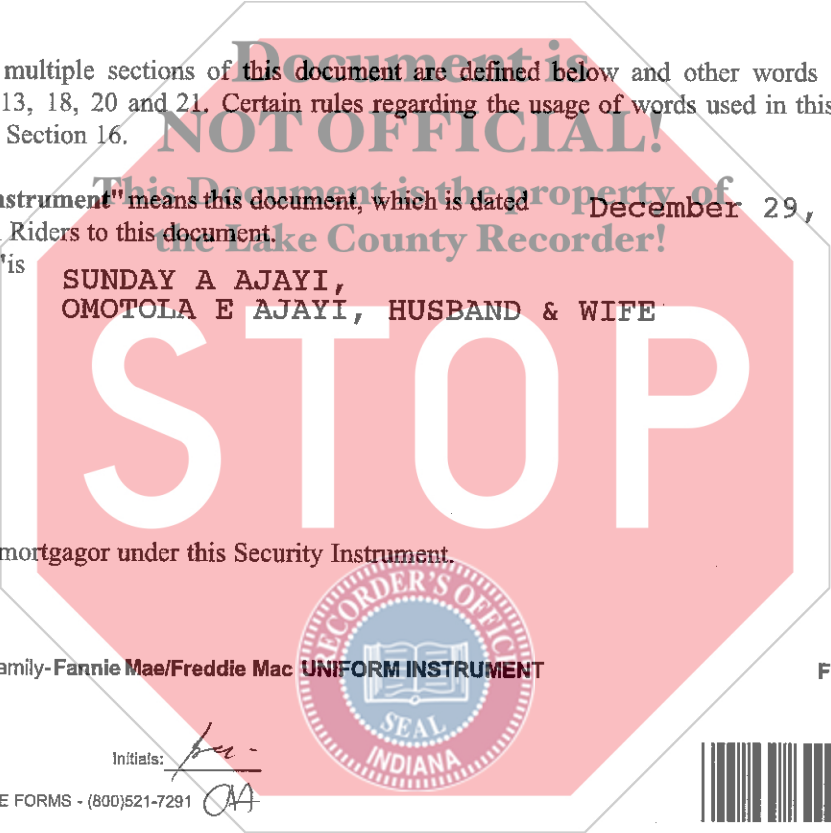 Document is
multiple sections of this document are defined below and other words
13, 18, 20 and 21. Certain rules regarding the usage of words used in this
NOT OFFICIAL!
Section 16.
This Document is the property of
nstrument" means this document, which is dated December 29,
Riders to this document.
the Lake County Recorder!
"is
SUNDAY A AJAYI,
OMOTOLA E AJAYI, HUSBAND & WIFE
STOP
mortgagor under this Security Instrument.
RECORDER'S OFFICE
amily-Fannie Mae/Freddie Mac UNIFORM INSTRUMENT F
SEAL
INDIANA
Initials:
E FORMS - (800)521-7291 OA